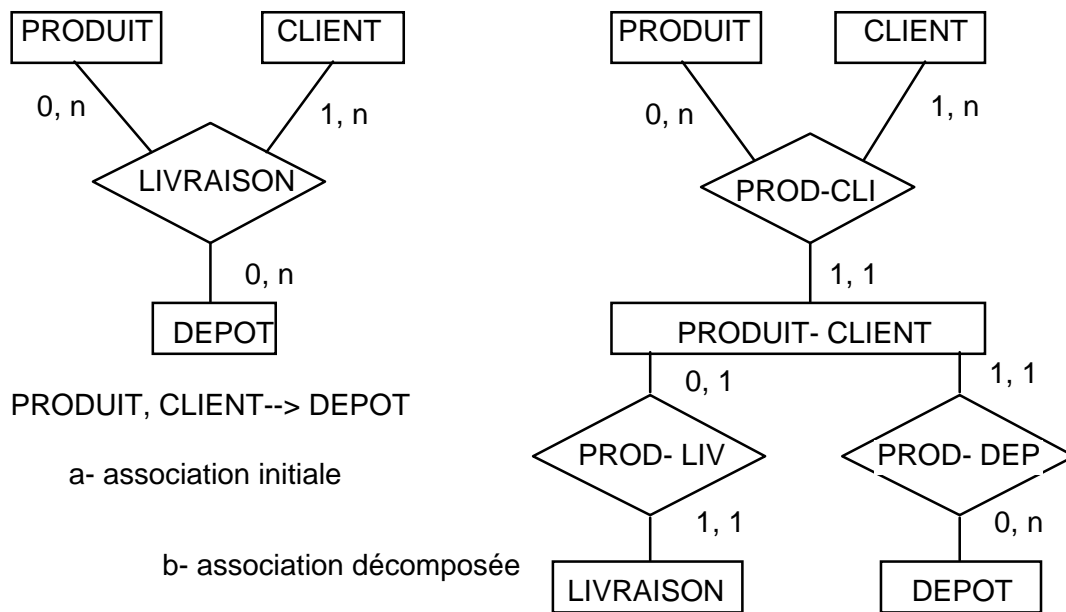 PRODUIT
CLIENT
0, n
1, n
LIVRAISON
0, n
DEPOT
PRODUIT, CLIENT--> DEPOT
a- association initiale
PRODUIT
CLIENT
0, n
1, n
PROD-CLI
1, 1
PRODUIT- CLIENT
0, 1
1, 1
PROD- LIV
PROD- DEP
1, 1
0, n
LIVRAISON
DEPOT
b- association décomposée